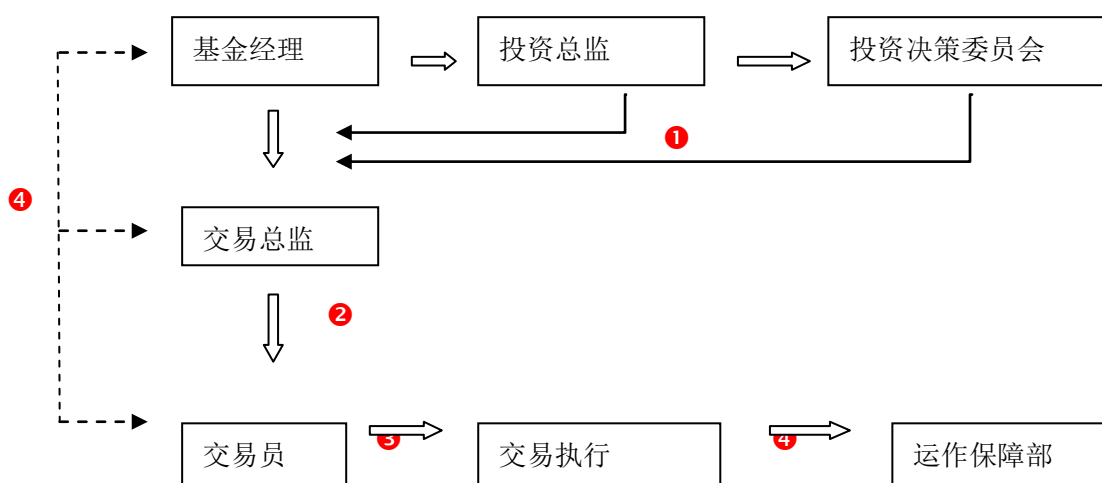 基金经理
投资总监
投资决策委员会
❶
❹
交易总监
❷
交易员
❸
交易执行
❹
运作保障部